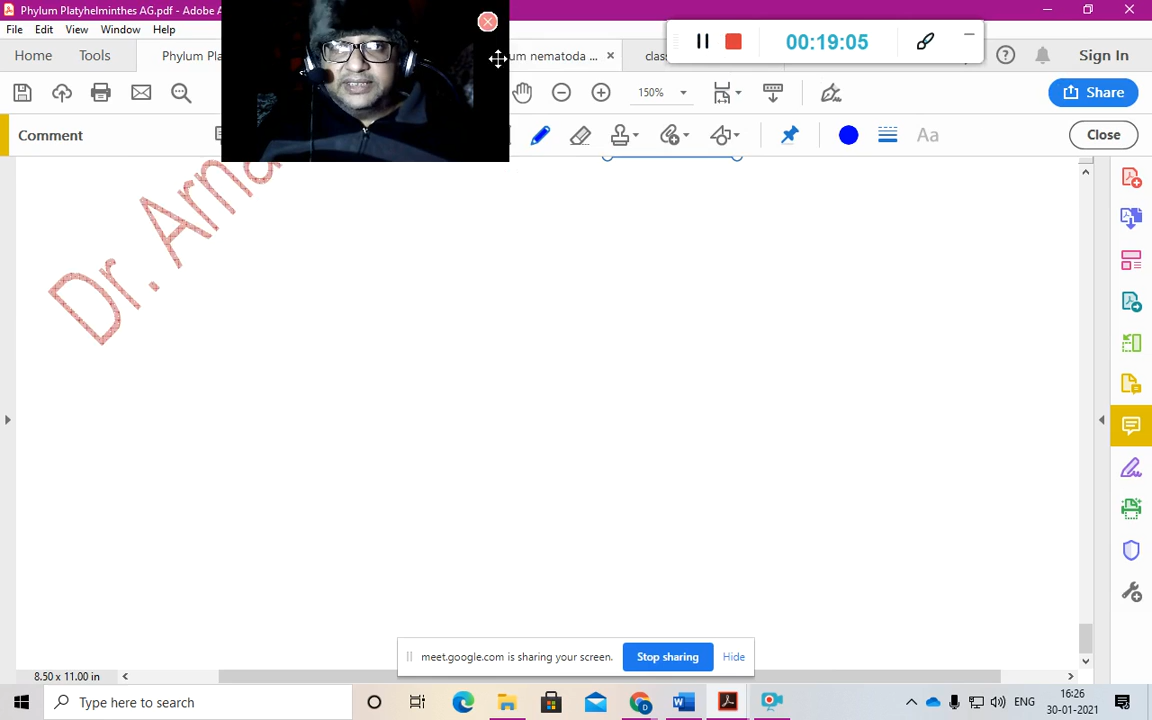 Phylum Platyhelminthes AG.pdf - Adobe A
File Edit View Window Help
00:19:05
Home Tools Phylum Pla um nematoda ... clas Sign In
150% Share
Comment Aa Close
Dr. Arna
meet.google.com is sharing your screen. Stop sharing Hide
8.50 x 11.00 in
Type here to search ENG 16:26
30-01-2021